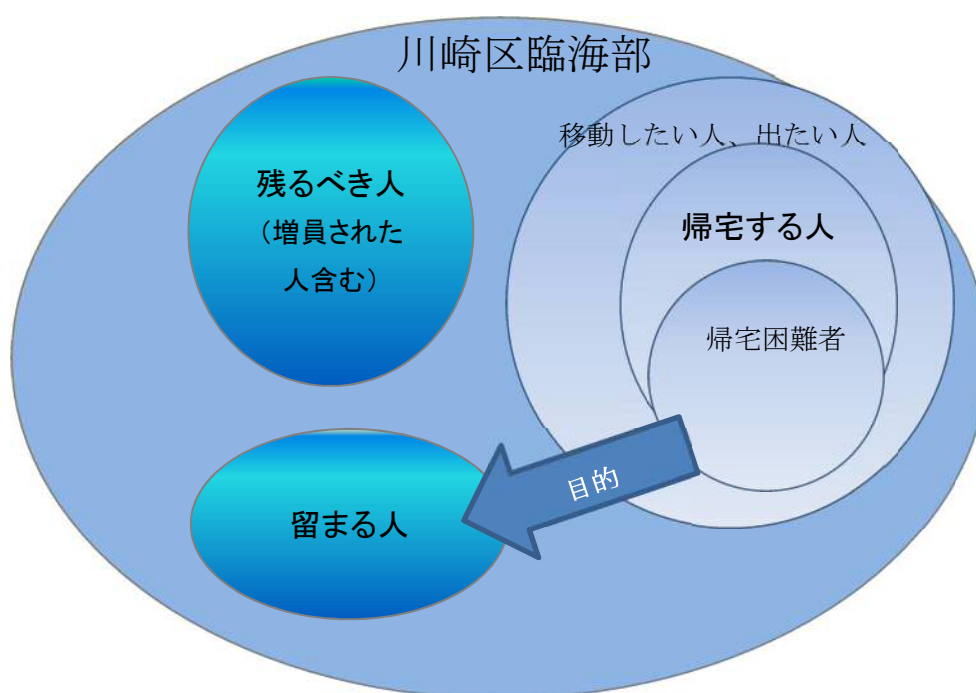 川崎区臨海部
移動したい人、出たい人
残るべき人
（増員された
人含む）
帰宅する人
帰宅困難者
目的
留まる人